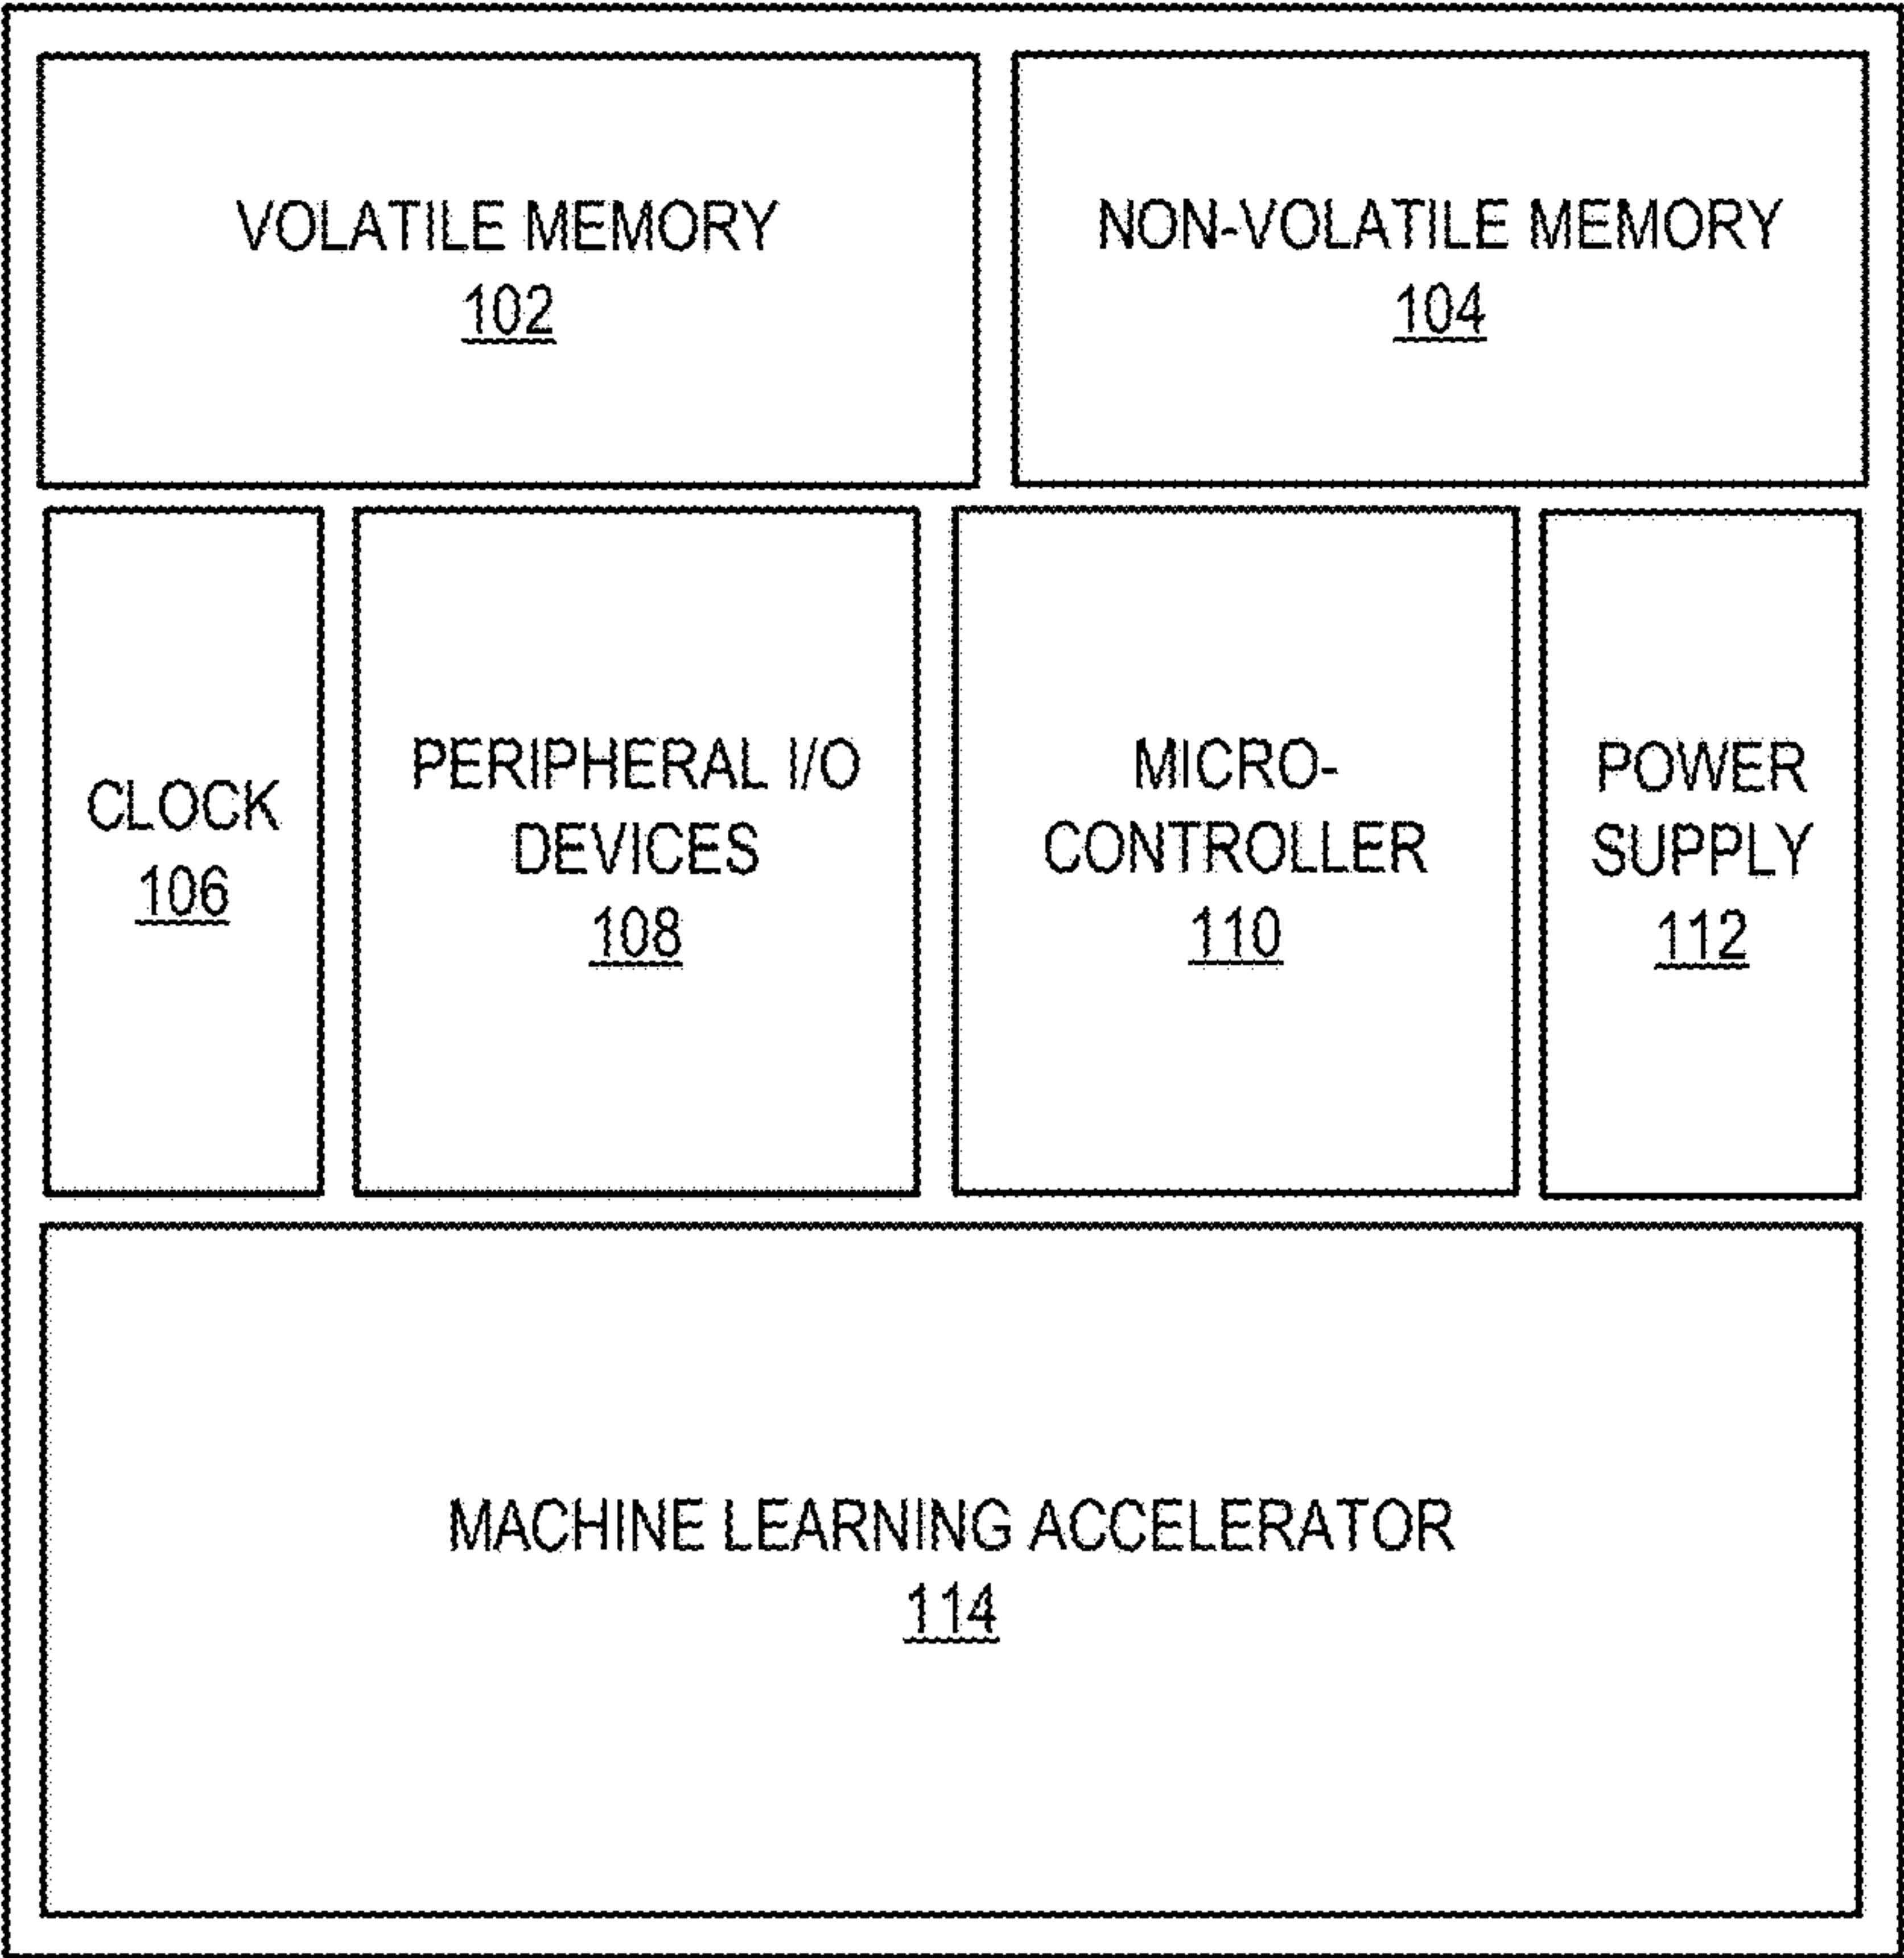 VOLATILE MEMORY
102
NON-VOLATILE MEMORY
104
CLOCK
106
PERIPHERAL I/O
DEVICES
108
MICRO-
CONTROLLER
110
POWER
SUPPLY
112
MACHINE LEARNING ACCELERATOR
114